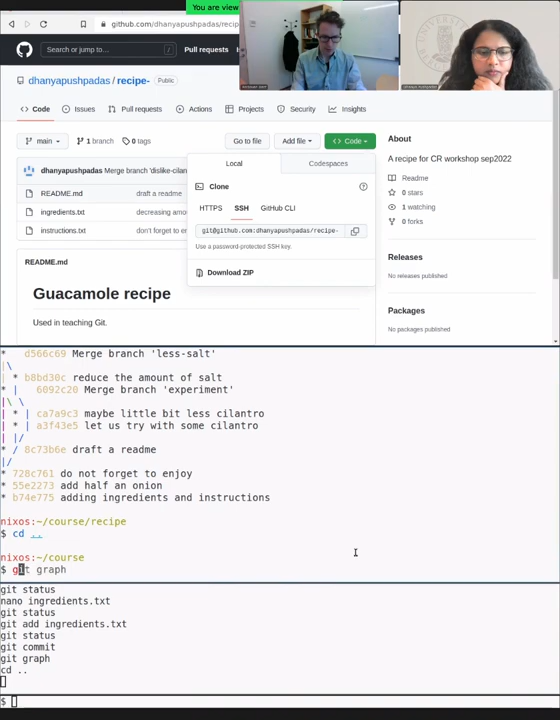 You are view
github.com/dhanyapushpadas/recip
Search or jump to...
/
Pull requests
dhanyapushpadas / recipe-
Public
Code
Issues
Pull requests
Actions
Projects
Security
Insights
main
1 branch
0 tags
Go to file
Add file
Code
About
A recipe for CR workshop sep2022
Readme
0 stars
1 watching
0 forks
Releases
No releases published
Packages
No packages published
dhanyapushpadas Merge branch 'dislike-cilan
README.md draft a readme
ingredients.txt decreasing amo
instructions.txt don't forget to e
Local
Codespaces
Clone
HTTPS
SSH
GitHub CLI
git@github.com:dhanyapushpadas/recipe-
Use a password-protected SSH key.
Download ZIP
README.md
Guacamole recipe
Used in teaching Git.
* d566c69 Merge branch 'less-salt'
|\
| * b8bd30c reduce the amount of salt
* | 6092c20 Merge branch 'experiment'
|\ \
| * | ca7a9c3 maybe little bit less cilantro
| * | a3f43e5 let us try with some cilantro
| |/
* / 8c73b6e draft a readme
|/
* 728c761 do not forget to enjoy
* 55e2273 add half an onion
* b74e775 adding ingredients and instructions
nixos:~/course/recipe
$ cd ..
nixos:~/course
$ git graph
git status
nano ingredients.txt
git status
git add ingredients.txt
git status
git commit
git graph
cd ..
$